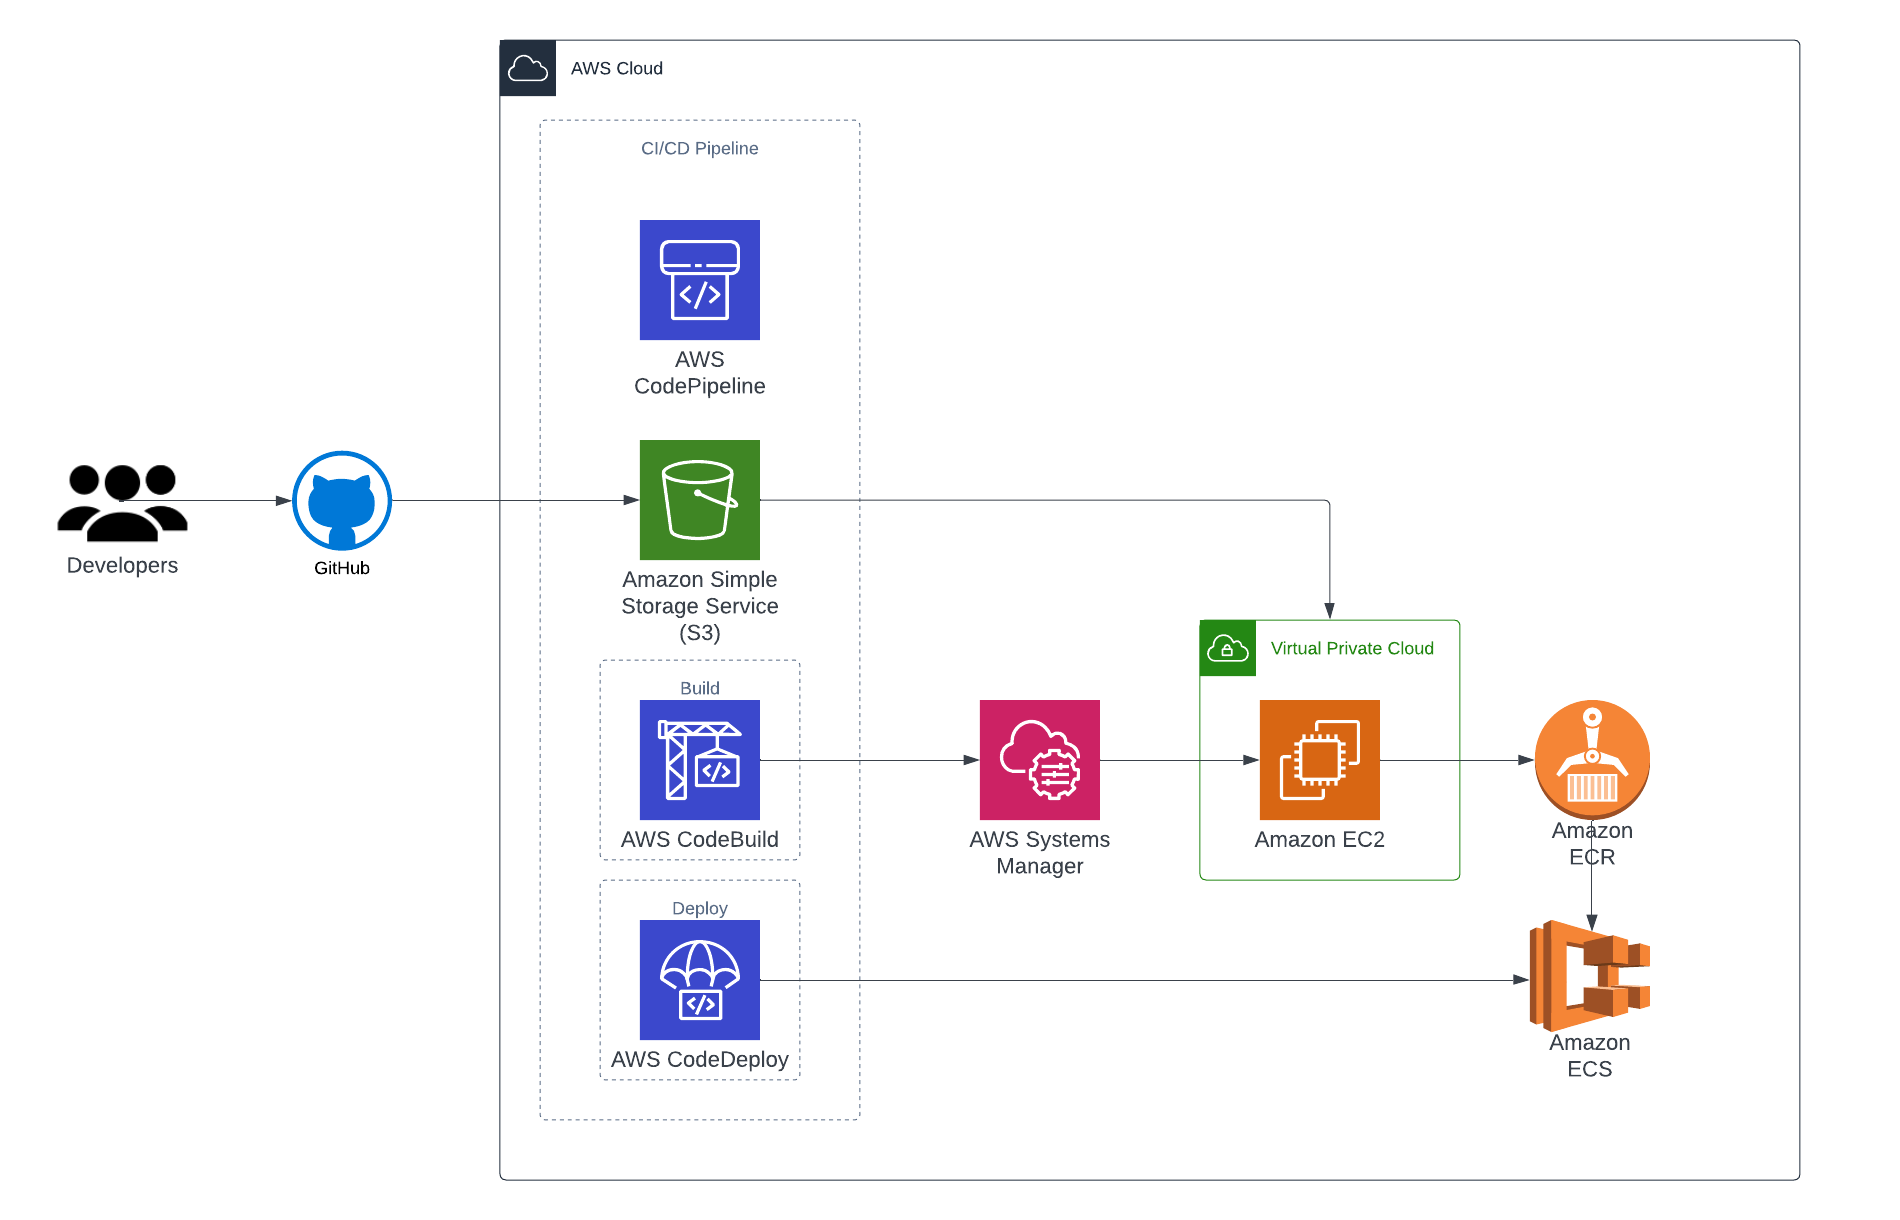 AWS Cloud
CI/CD Pipeline
AWS
CodePipeline
Developers
GitHub
Amazon Simple
Storage Service
(S3)
Build
AWS CodeBuild
AWS Systems
Manager
Virtual Private Cloud
Amazon EC2
Amazon
ECR
Deploy
AWS CodeDeploy
Amazon
ECS